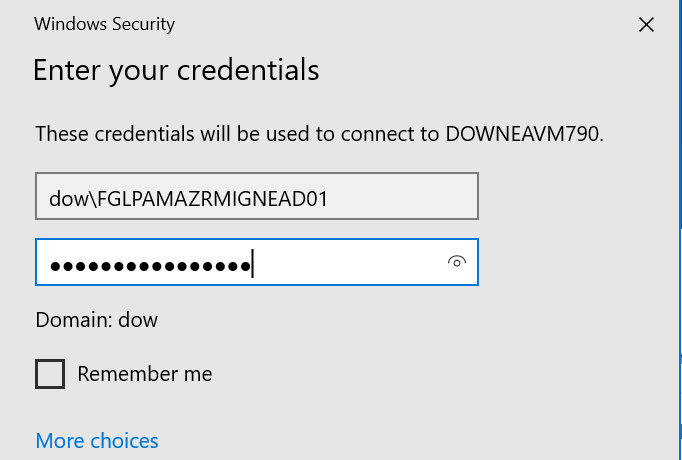 Windows Security
Enter your credentials
These credentials will be used to connect to DOWNEAVM790.
dow\FGLPAMAZRMIGNEAD01
●●●●●●●●●●●●●●●●
Domain: dow
Remember me
More choices